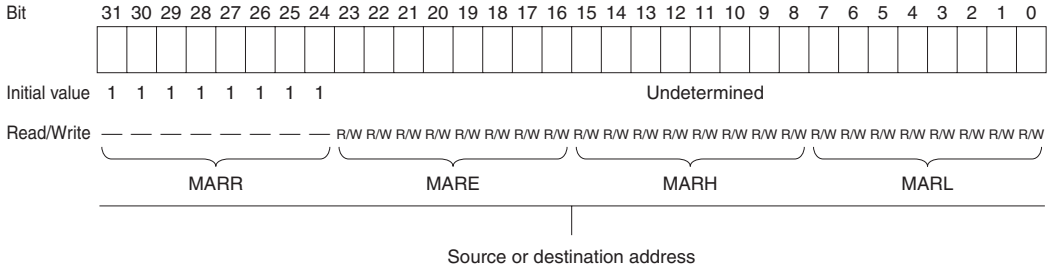 Bit 31 30 29 28 27 26 25 24 23 22 21 20 19 18 17 16 15 14 13 12 11 10 9 8 7 6 5 4 3 2 1 0
Initial value 1 1 1 1 1 1 1 1 Undetermined
Read/Write — — — — — — — — R/W R/W R/W R/W R/W R/W R/W R/W R/W R/W R/W R/W R/W R/W R/W R/W R/W R/W R/W R/W R/W R/W R/W R/W
MARR MARE MARH MARL
Source or destination address